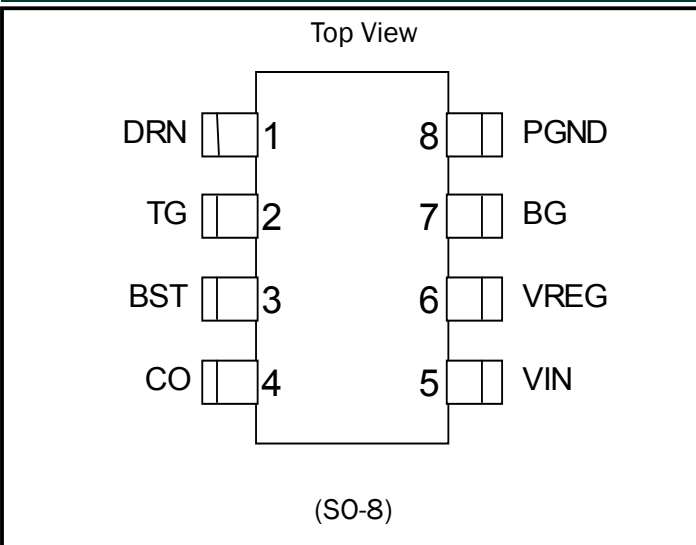 Top View
DRN 1 8 PGND
TG 2 7 BG
BST 3 6 VREG
CO 4 5 VIN
(SO-8)